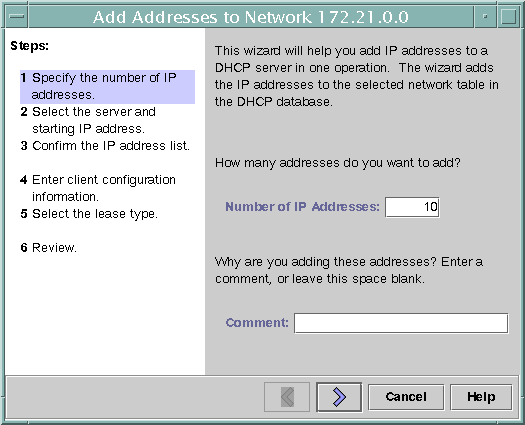 Add Addresses to Network 172.21.0.0
Steps:
1 Specify the number of IP
addresses.
2 Select the server and
starting IP address.
3 Confirm the IP address list.
4 Enter client configuration
information.
5 Select the lease type.
6 Review.
This wizard will help you add IP addresses to a
DHCP server in one operation.  The wizard adds
the IP addresses to the selected network table in
the DHCP database.
How many addresses do you want to add?
Number of IP Addresses: 10
Why are you adding these addresses? Enter a
comment, or leave this space blank.
Comment:
Cancel Help